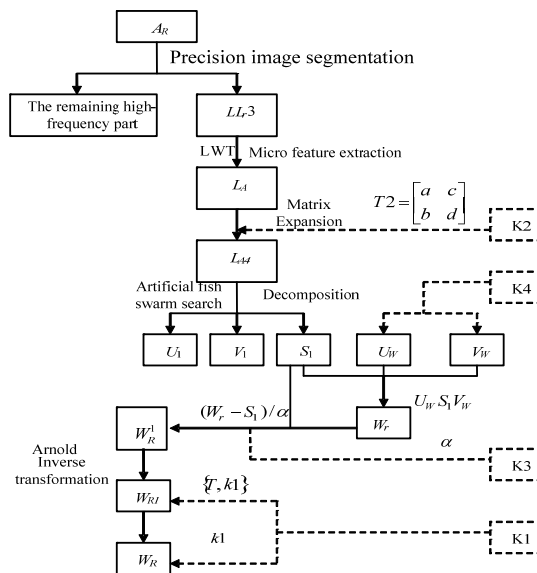 A_R
Precision image segmentation
The remaining high-
frequency part
LL_r3
LWT Micro feature extraction
L_A
Matrix
Expansion
T2 = [a c
b d]
K2
L_A4
K4
Artificial fish
swarm search
Decomposition
U_1 V_1 S_1 U_W V_W
(W_r − S_1)/α
U_W S_1 V_W
W_R^1
W_r
α
Arnold
Inverse
transformation
K3
{T, k1}
W_RI
k1
K1
W_R